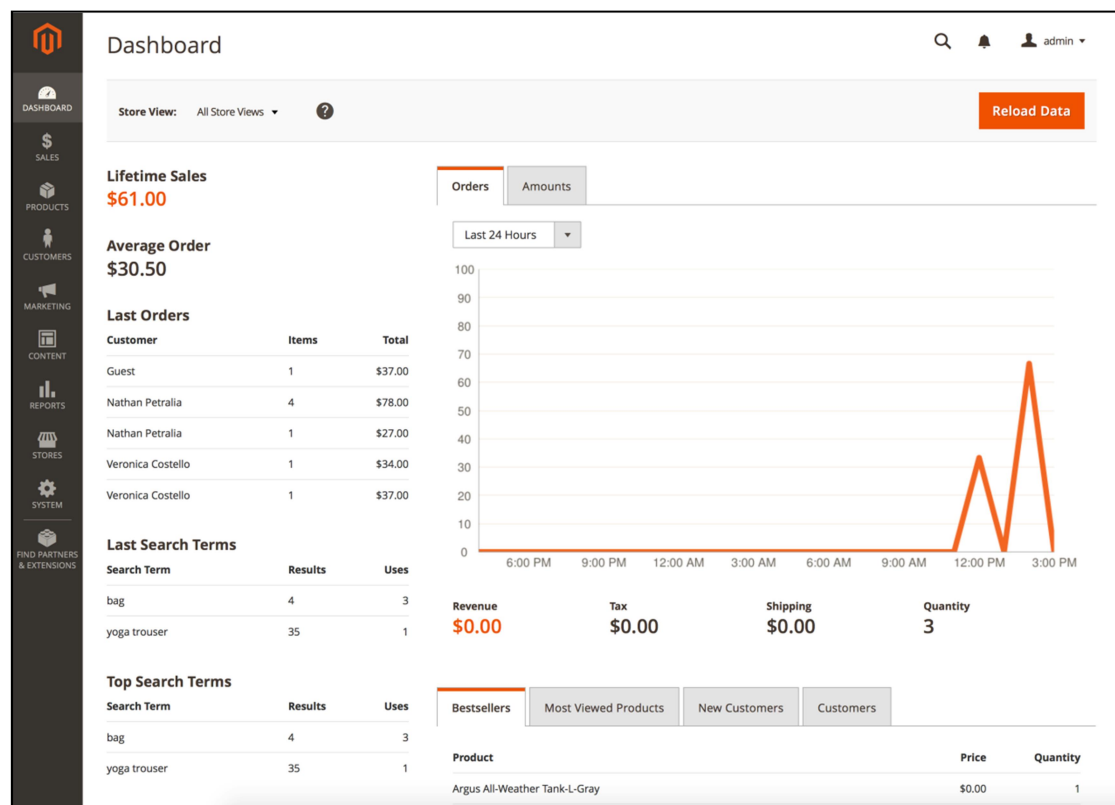 Dashboard
admin
DASHBOARD
SALES
PRODUCTS
CUSTOMERS
MARKETING
CONTENT
REPORTS
STORES
SYSTEM
FIND PARTNERS
& EXTENSIONS
Store View: All Store Views ?
Reload Data
Lifetime Sales
$61.00
Average Order
$30.50
Last Orders
Customer Items Total
Guest 1 $37.00
Nathan Petralia 4 $78.00
Nathan Petralia 1 $27.00
Veronica Costello 1 $34.00
Veronica Costello 1 $37.00
Last Search Terms
Search Term Results Uses
bag 4 3
yoga trouser 35 1
Top Search Terms
Search Term Results Uses
bag 4 3
yoga trouser 35 1
Orders Amounts
Last 24 Hours
100
90
80
70
60
50
40
30
20
10
0
6:00 PM 9:00 PM 12:00 AM 3:00 AM 6:00 AM 9:00 AM 12:00 PM 3:00 PM
Revenue Tax Shipping Quantity
$0.00 $0.00 $0.00 3
Bestsellers Most Viewed Products New Customers Customers
Product Price Quantity
Argus All-Weather Tank-L-Gray $0.00 1